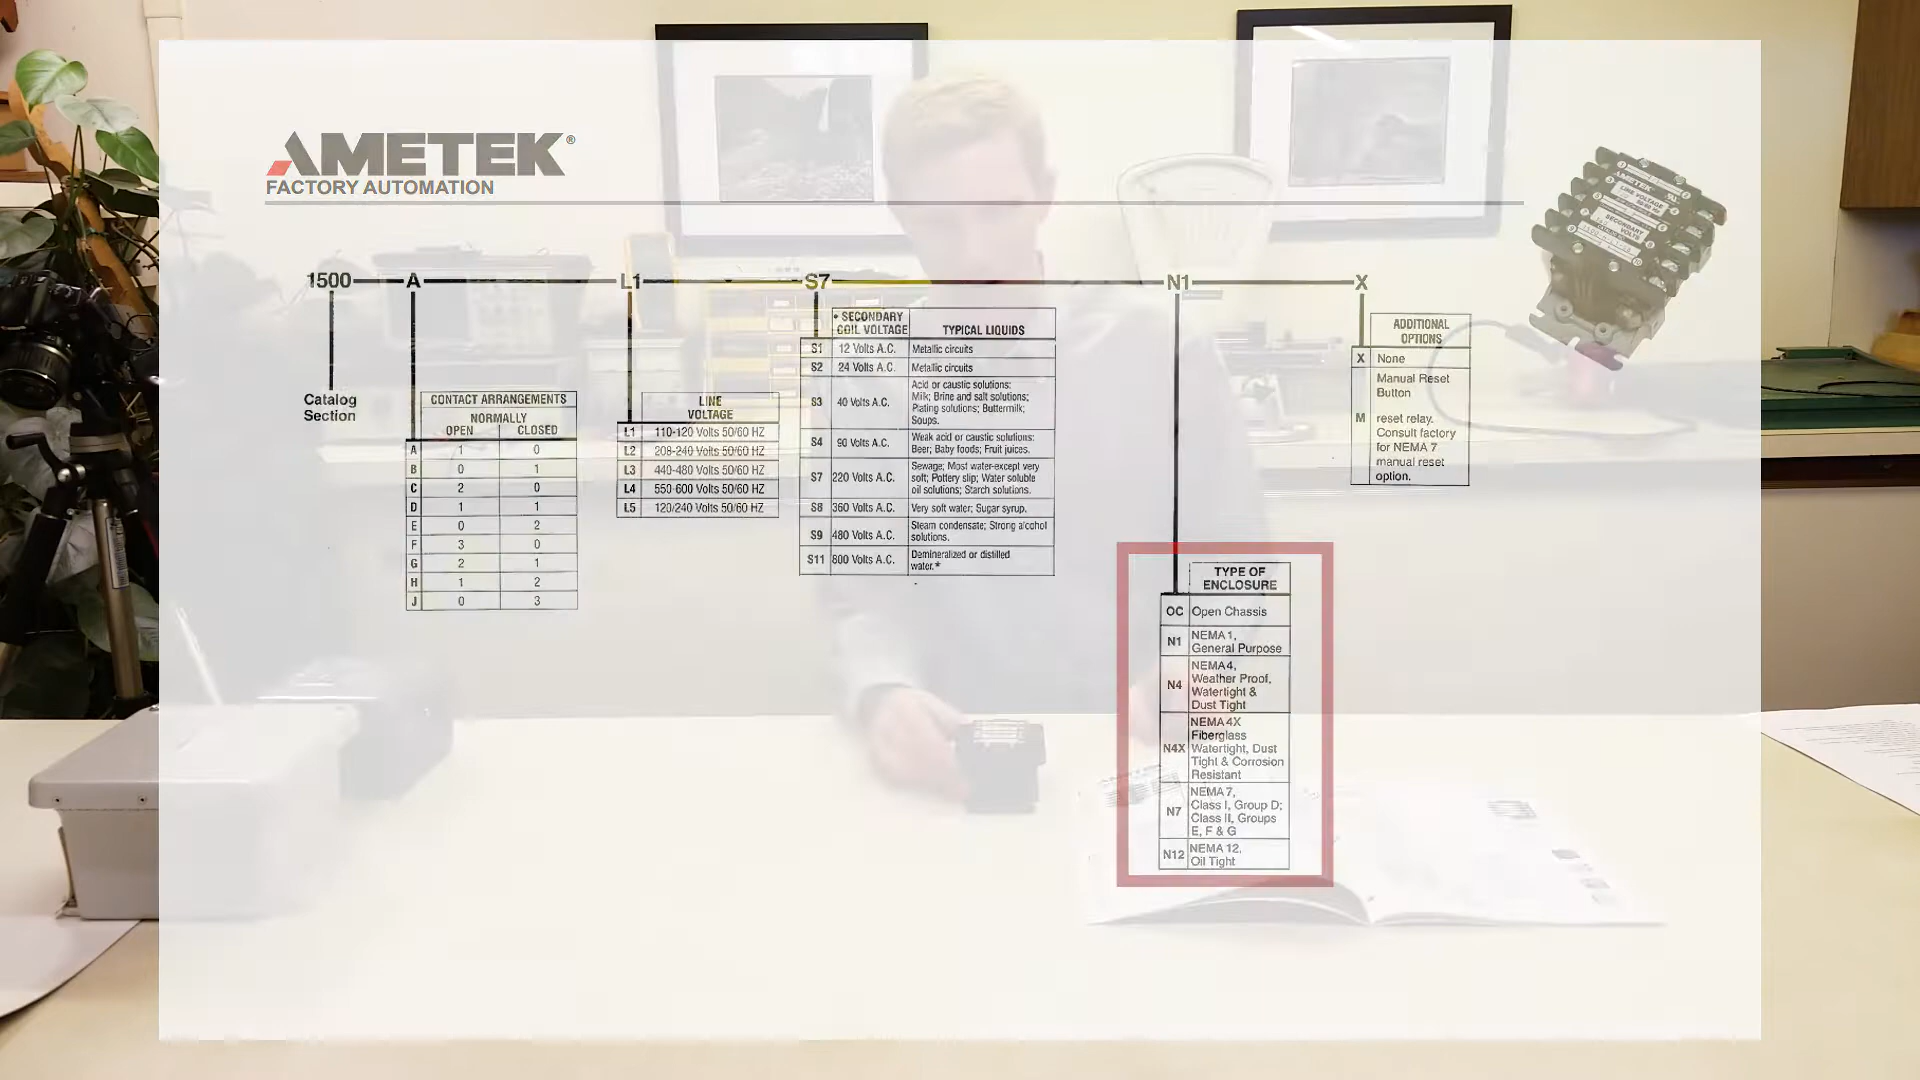 AMETEK®
FACTORY AUTOMATION
1500 A L1 S7 N1 X
Catalog
Section
CONTACT ARRANGEMENTS
NORMALLY
OPEN CLOSED
A 1 0
B 0 1
C 2 0
D 1 1
E 0 2
F 3 0
G 2 1
H 1 2
J 0 3
LINE
VOLTAGE
L1 110-120 Volts 50/60 HZ
L2 208-240 Volts 50/60 HZ
L3 440-480 Volts 50/60 HZ
L4 550-600 Volts 50/60 HZ
L5 120/240 Volts 50/60 HZ
• SECONDARY
COIL VOLTAGE TYPICAL LIQUIDS
S1 12 Volts A.C. Metallic circuits
S2 24 Volts A.C. Metallic circuits
S3 40 Volts A.C. Acid or caustic solutions;
Milk; Brine and salt solutions;
Plating solutions; Buttermilk;
Soups.
S4 90 Volts A.C. Weak acid or caustic solutions;
Beer; Baby foods; Fruit juices.
S7 220 Volts A.C. Sewage; Most water-except very
soft; Pottery slip; Water soluble
oil solutions; Starch solutions.
S8 360 Volts A.C. Very soft water; Sugar syrup.
S9 480 Volts A.C. Steam condensate; Strong alcohol
solutions.
S11 800 Volts A.C. Demineralized or distilled
water.*
TYPE OF
ENCLOSURE
OC Open Chassis
N1 NEMA 1,
General Purpose
N4 NEMA 4,
Weather Proof,
Watertight &
Dust Tight
N4X NEMA 4X
Fiberglass
Watertight, Dust
Tight & Corrosion
Resistant
N7 NEMA 7,
Class I, Group D;
Class II, Groups
E, F & G
N12 NEMA 12,
Oil Tight
ADDITIONAL
OPTIONS
X None
M Manual Reset
Button
reset relay.
Consult factory
for NEMA 7
manual reset
option.
AMETEK
LINE VOLTAGE
SECONDARY
VOLTS